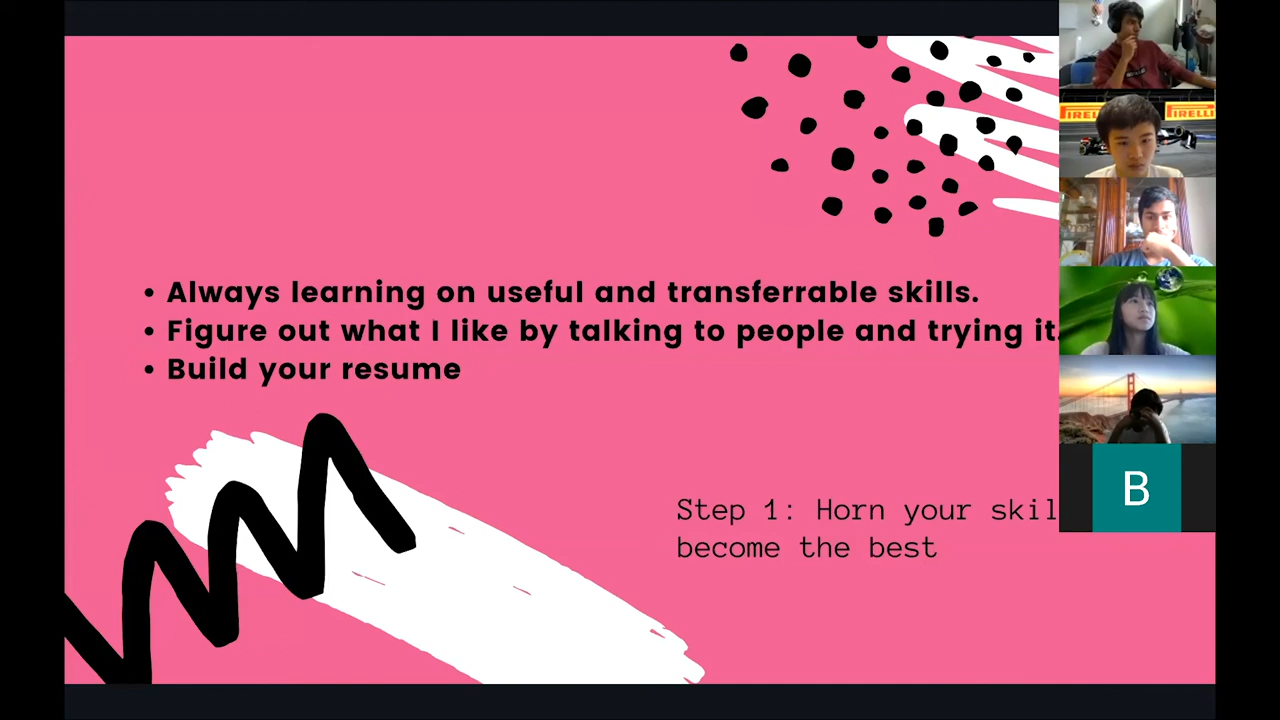 • Always learning on useful and transferrable skills.
• Figure out what I like by talking to people and trying it.
• Build your resume
Step 1: Horn your skil
become the best
PIRELLI
PIRELLI
B